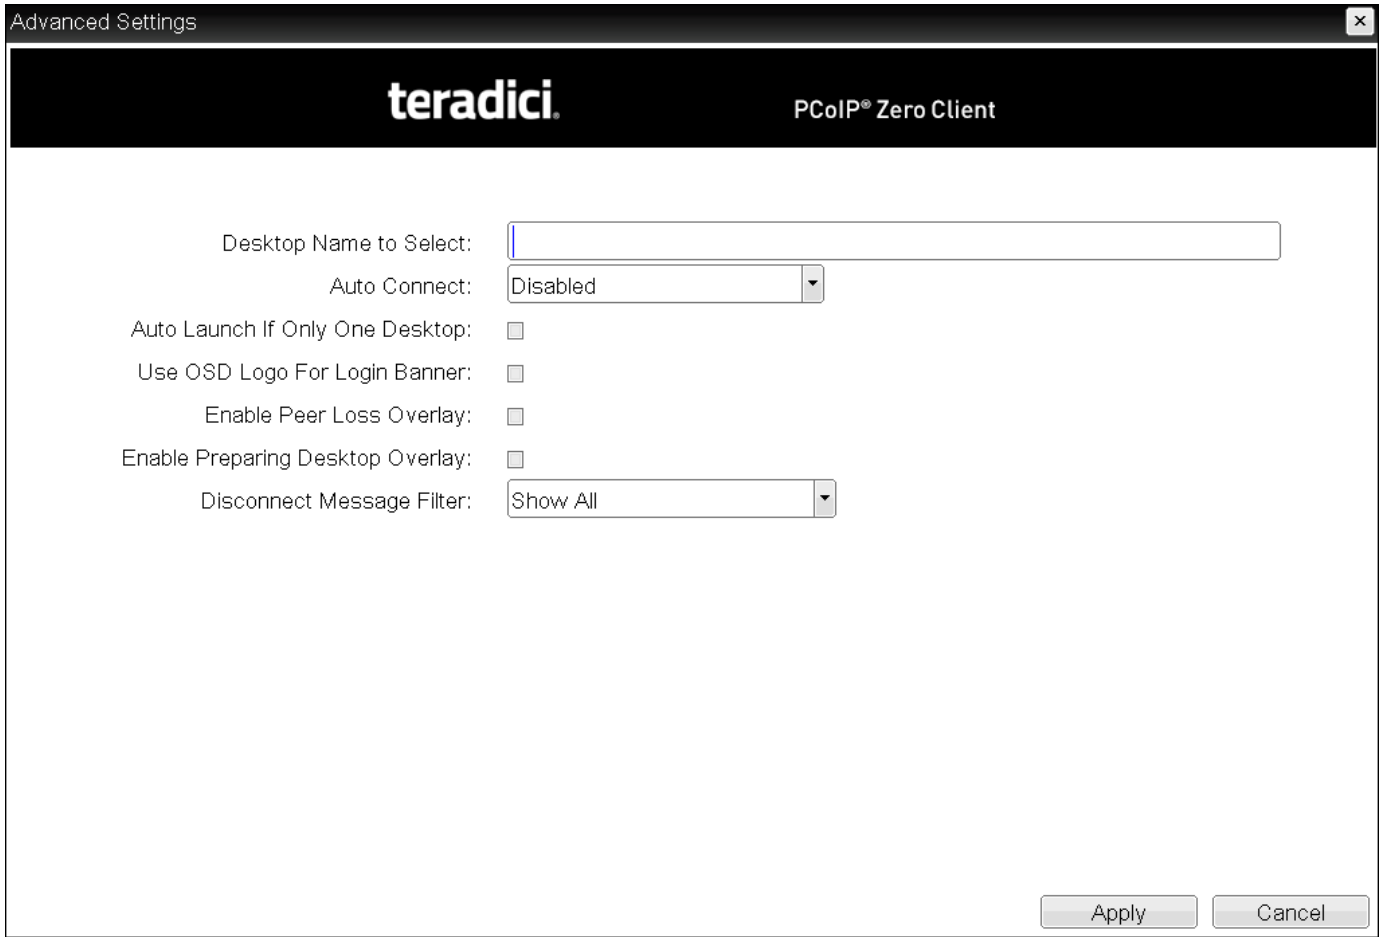 Advanced Settings
teradici.
PCoIP® Zero Client
Desktop Name to Select:
Auto Connect: Disabled
Auto Launch If Only One Desktop:
Use OSD Logo For Login Banner:
Enable Peer Loss Overlay:
Enable Preparing Desktop Overlay:
Disconnect Message Filter: Show All
Apply Cancel